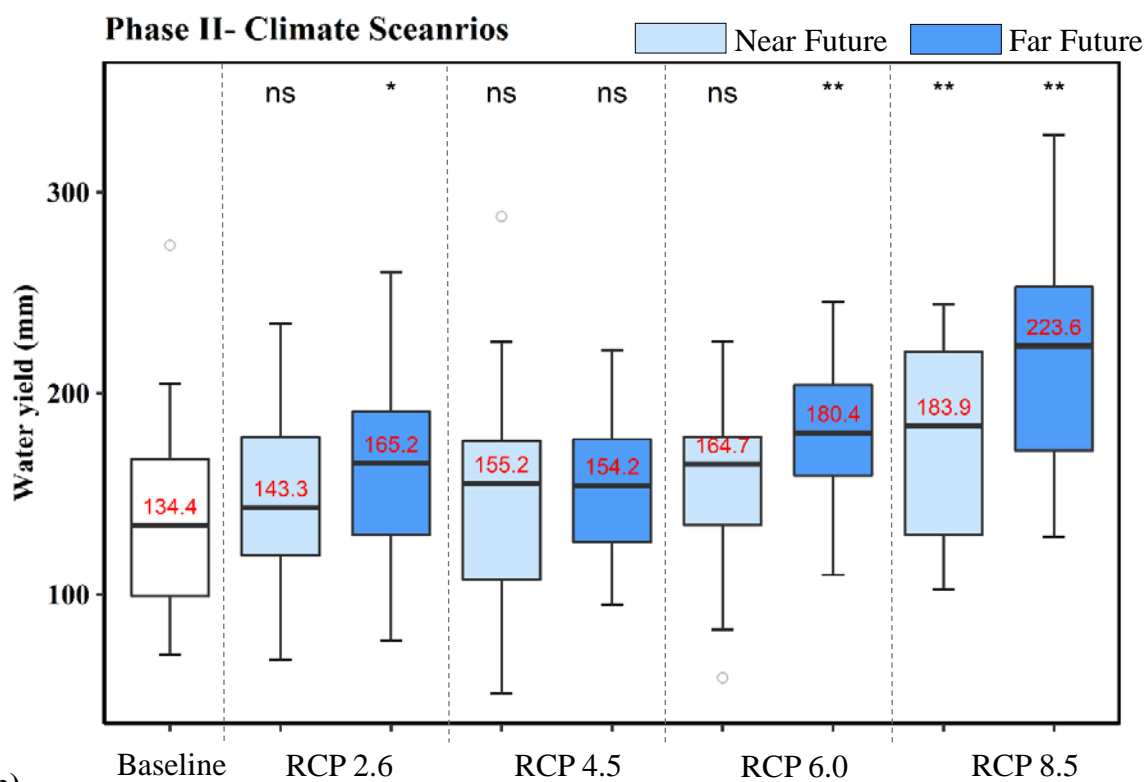 Phase II- Climate Sceanrios
Near Future
Far Future
ns
*
ns
ns
ns
**
**
**
Water yield (mm)
300
200
100
134.4
143.3
165.2
155.2
154.2
164.7
180.4
183.9
223.6
Baseline
RCP 2.6
RCP 4.5
RCP 6.0
RCP 8.5